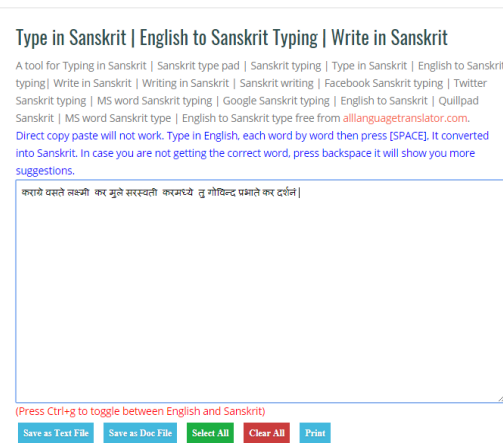 Type in Sanskrit | English to Sanskrit Typing | Write in Sanskrit
A tool for Typing in Sanskrit | Sanskrit type pad | Sanskrit typing | Type in Sanskrit | English to Sanskrit
typing| Write in Sanskrit | Writing in Sanskrit | Sanskrit writing | Facebook Sanskrit typing | Twitter
Sanskrit typing | MS word Sanskrit typing | Google Sanskrit typing | English to Sanskrit | Quillpad
Sanskrit | MS word Sanskrit type | English to Sanskrit type free from alllanguagetranslator.com.
Direct copy paste will not work. Type in English, each word by word then press [SPACE], It converted
into Sanskrit. In case you are not getting the correct word, press backspace it will show you more
suggestions.
कराग्रे वसते लक्ष्मी कर मुले सरस्वती करमध्ये तु गोविन्द प्रभाते कर दर्शनं
(Press Ctrl+g to toggle between English and Sanskrit)
Save as Text File Save as Doc File Select All Clear All Print